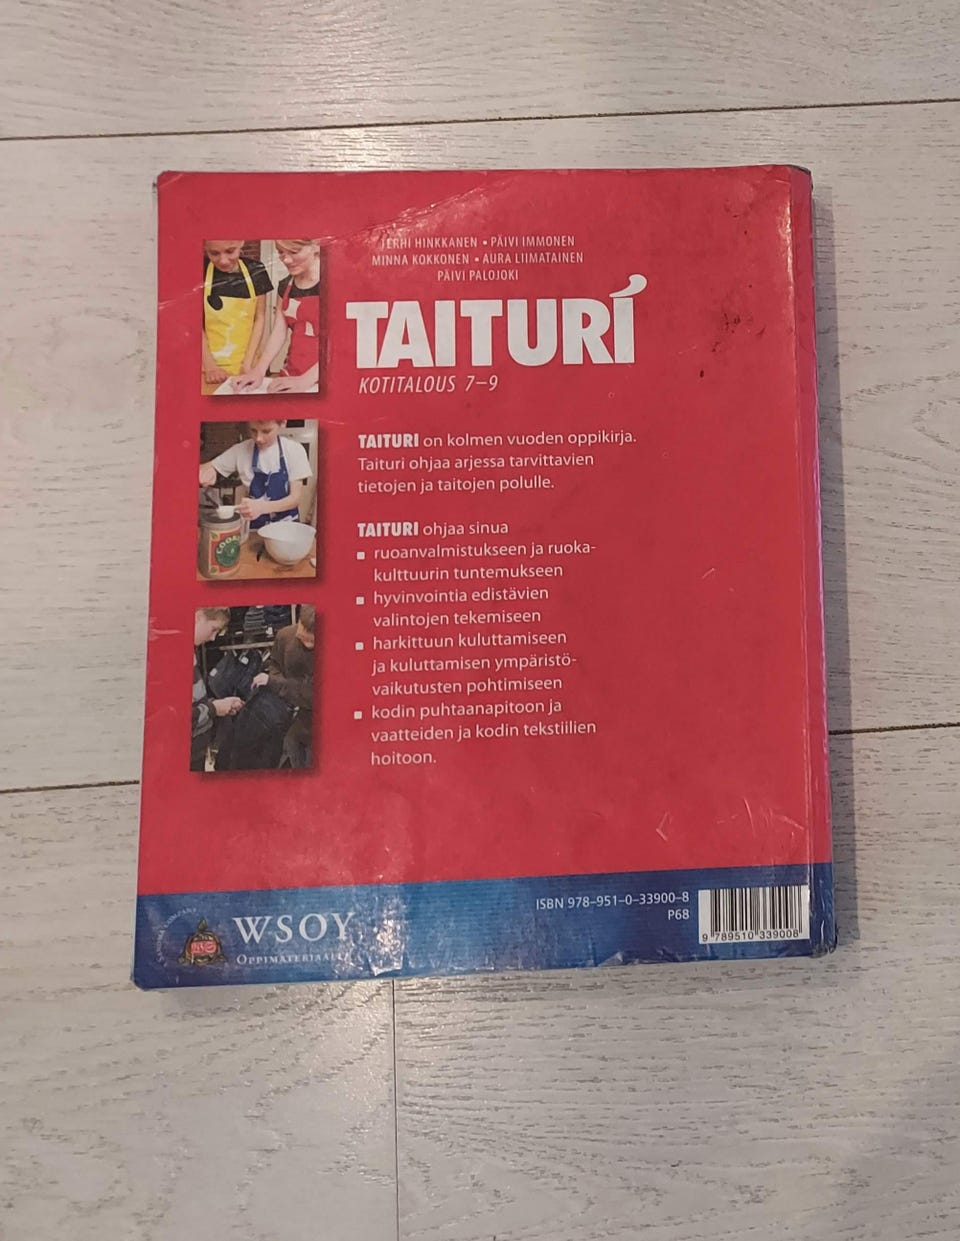 TERHI HINKKANEN • PÄIVI IMMONEN
MINNA KOKKONEN • AURA LIIMATAINEN
PÄIVI PALOJOKI
TAITURI
KOTITALOUS 7–9
TAITURI on kolmen vuoden oppikirja.
Taituri ohjaa arjessa tarvittavien
tietojen ja taitojen polulle.
TAITURI ohjaa sinua
ruoanvalmistukseen ja ruoka-
kulttuurin tuntemukseen
hyvinvointia edistävien
valintojen tekemiseen
harkittuun kuluttamiseen
ja kuluttamisen ympäristö-
vaikutusten pohtimiseen
kodin puhtaanapitoon ja
vaatteiden ja kodin tekstiilien
hoitoon.
COOKIES
ISBN 978–951–0–33900–8
P68
9 789510 339008
WSOY
OPPIMATERIAALIT